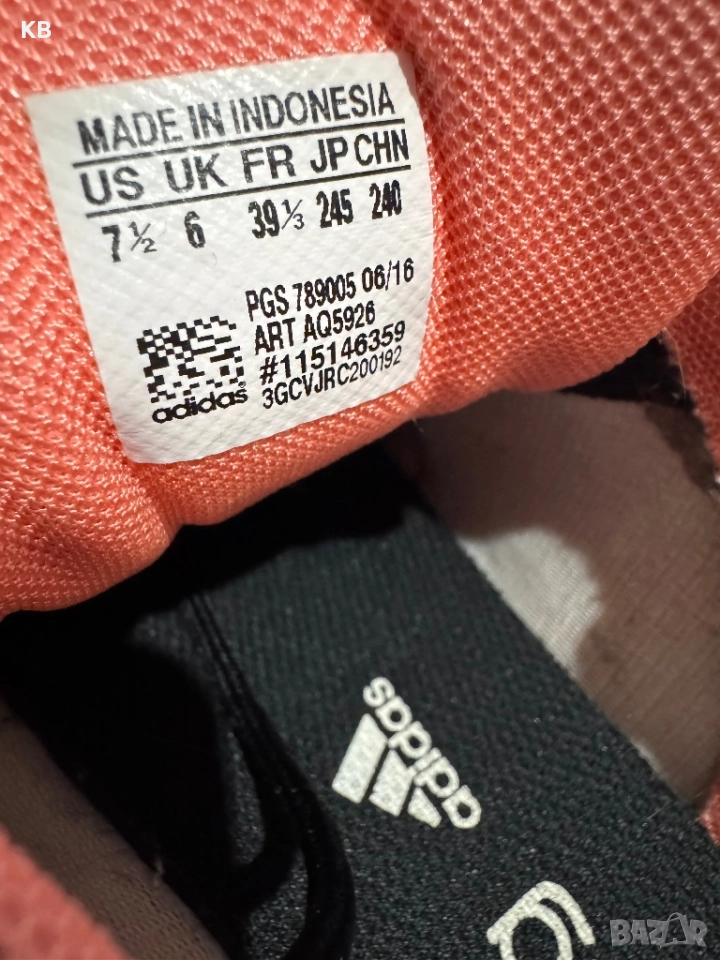 KB
MADE IN INDONESIA
US UK FR JP CHN
7½ 6 39⅓ 245 240
PGS 789005 06/16
ART AQ5926
#115146359
3GCVJRC200192
adidas
adidas
BAZAR